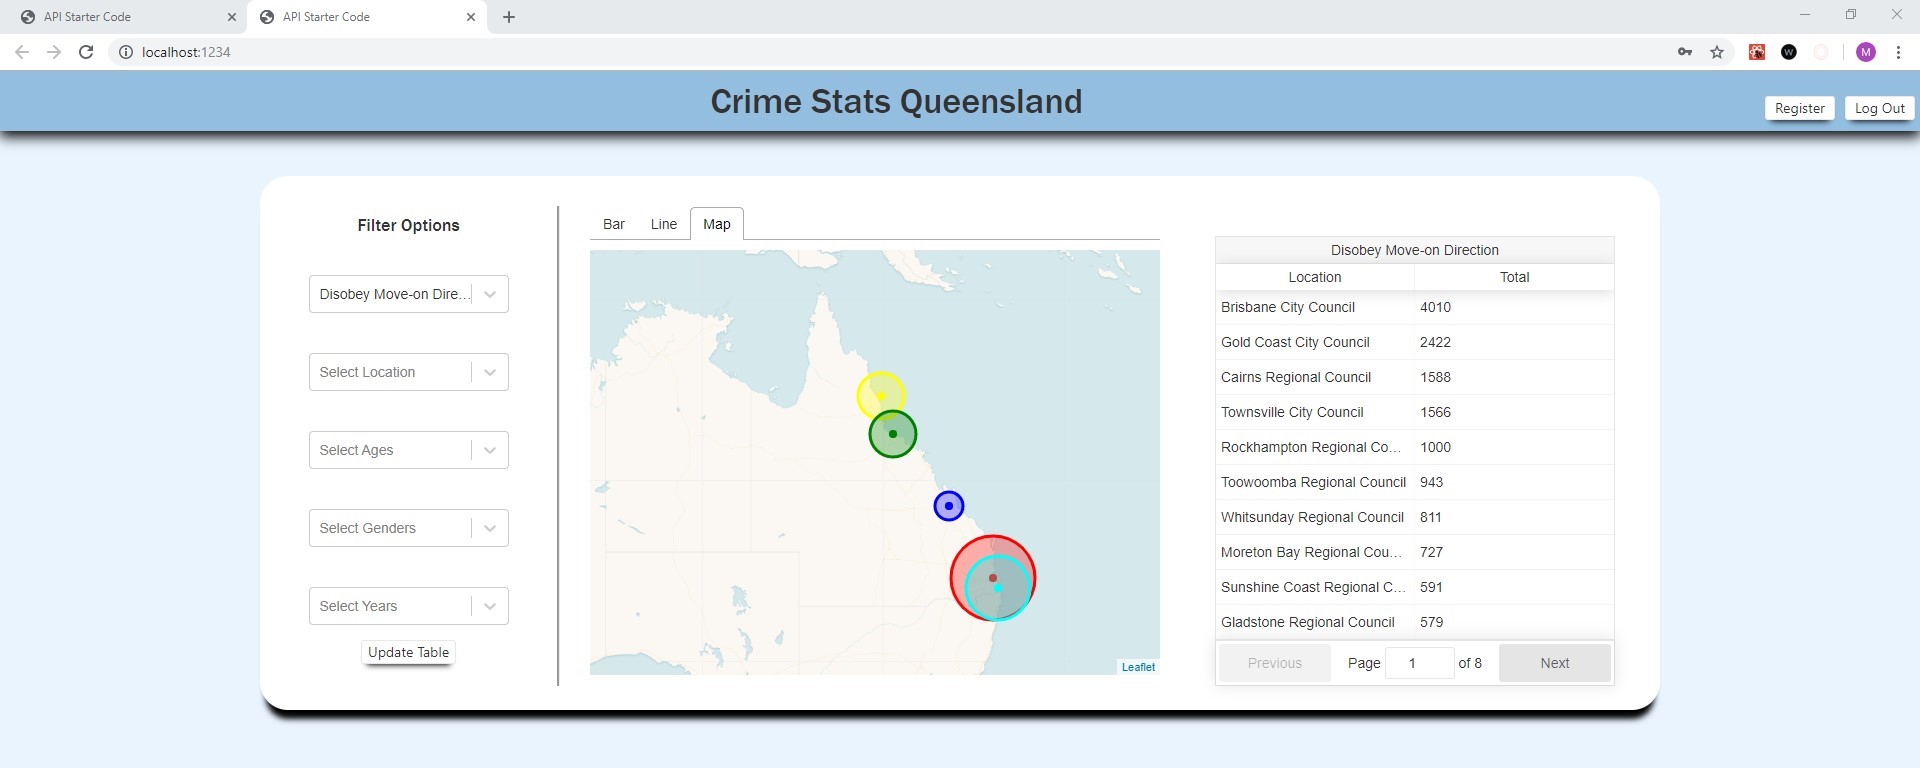 API Starter Code
API Starter Code
localhost:1234
W
M
Crime Stats Queensland
Register
Log Out
Filter Options
Disobey Move-on Dire...
Select Location
Select Ages
Select Genders
Select Years
Update Table
Bar
Line
Map
Leaflet
Disobey Move-on Direction
Location Total
Brisbane City Council 4010
Gold Coast City Council 2422
Cairns Regional Council 1588
Townsville City Council 1566
Rockhampton Regional Co... 1000
Toowoomba Regional Council 943
Whitsunday Regional Council 811
Moreton Bay Regional Cou... 727
Sunshine Coast Regional C... 591
Gladstone Regional Council 579
Previous Page 1 of 8 Next